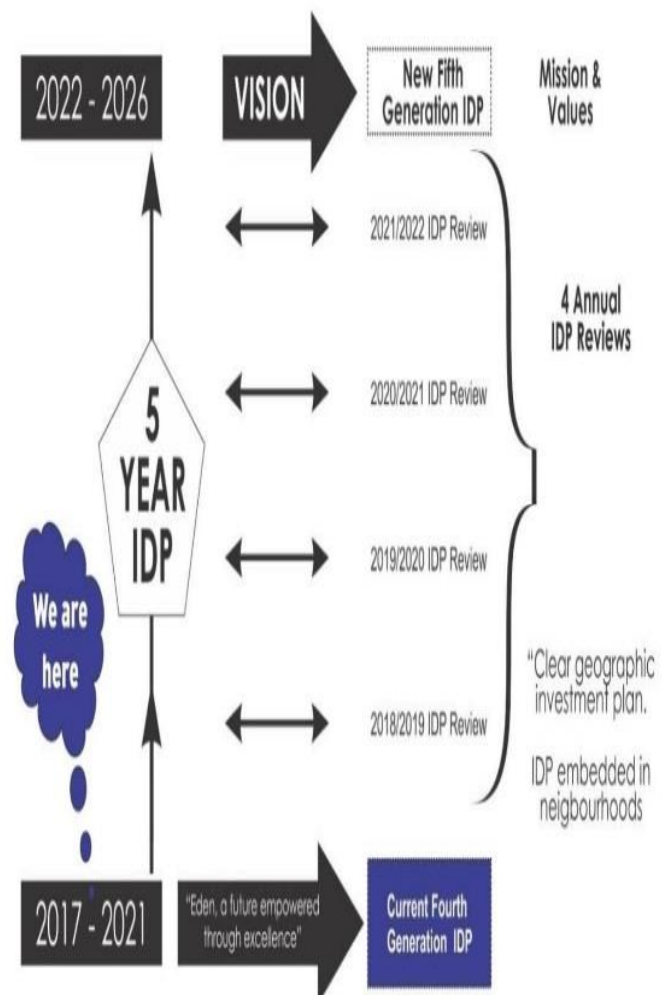 2022 - 2026
VISION
New Fifth
Generation IDP
Mission &
Values
2021/2022 IDP Review
4 Annual
IDP Reviews
2020/2021 IDP Review
5
YEAR
IDP
2019/2020 IDP Review
We are
here
"Clear geographic
investment plan.
2018/2019 IDP Review
IDP embedded in
neigbourhoods
2017 - 2021
"Eden, a future empowered
through excellence"
Current Fourth
Generation IDP